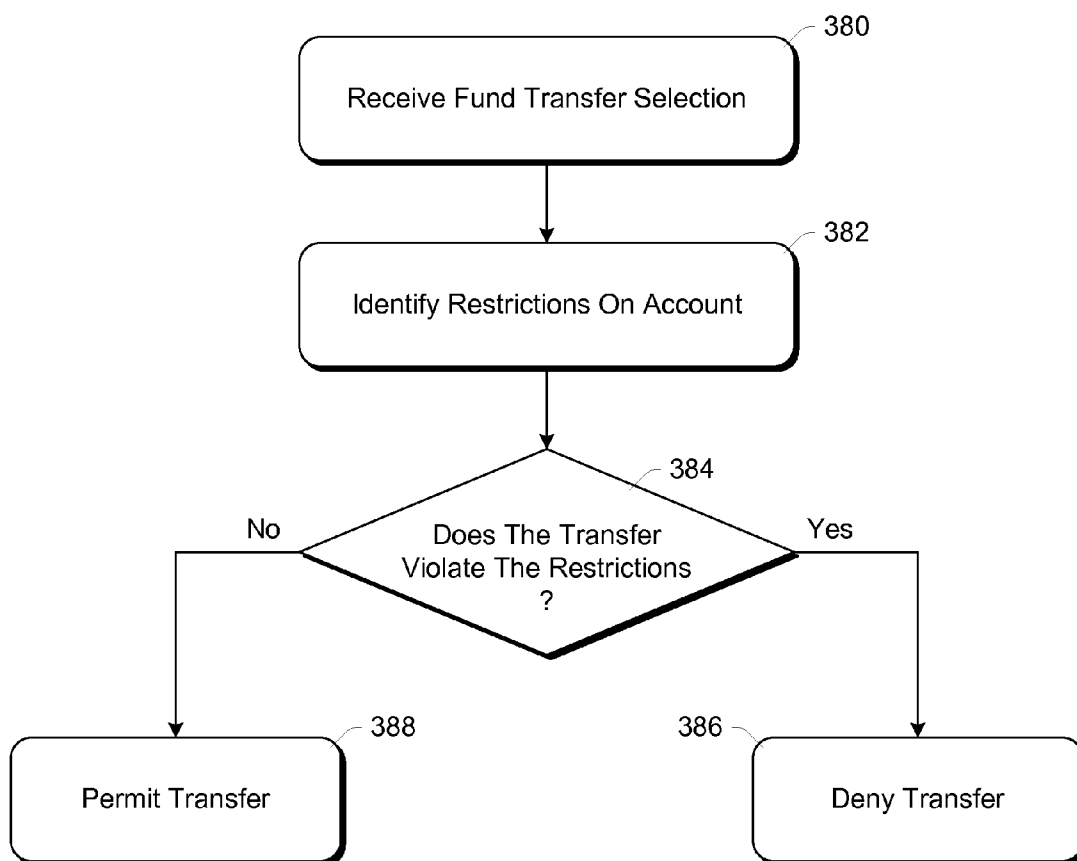 380
Receive Fund Transfer Selection
382
Identify Restrictions On Account
384
No
Yes
Does The Transfer
Violate The Restrictions
?
388
386
Permit Transfer
Deny Transfer